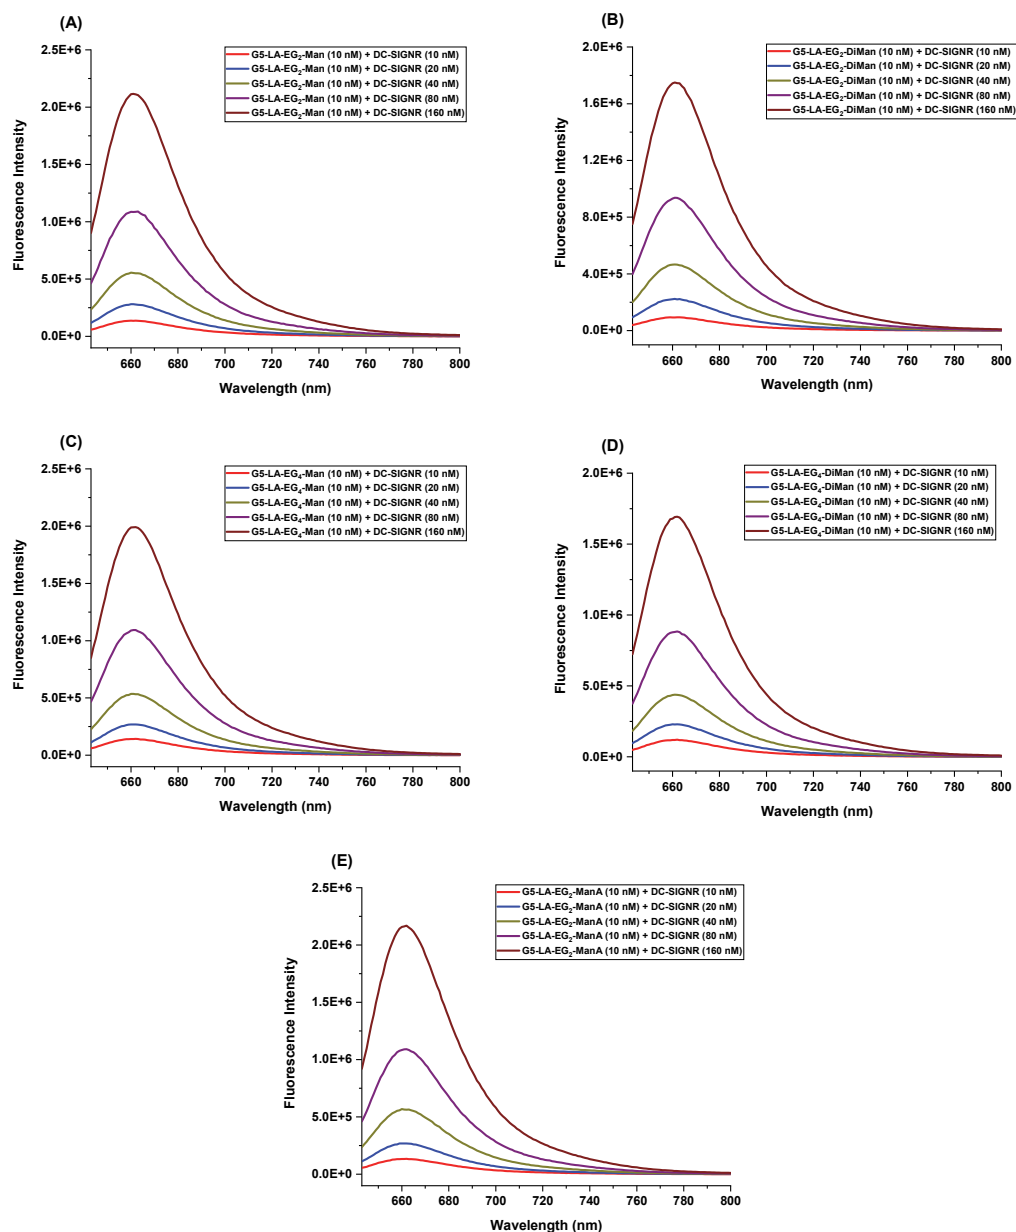 (A)
G5-LA-EG₂-Man (10 nM) + DC-SIGNR (10 nM)
G5-LA-EG₂-Man (10 nM) + DC-SIGNR (20 nM)
G5-LA-EG₂-Man (10 nM) + DC-SIGNR (40 nM)
G5-LA-EG₂-Man (10 nM) + DC-SIGNR (80 nM)
G5-LA-EG₂-Man (10 nM) + DC-SIGNR (160 nM)
Fluorescence Intensity
2.5E+6
2.0E+6
1.5E+6
1.0E+6
5.0E+5
0.0E+0
660 680 700 720 740 760 780 800
Wavelength (nm)
(B)
G5-LA-EG₂-DiMan (10 nM) + DC-SIGNR (10 nM)
G5-LA-EG₂-DiMan (10 nM) + DC-SIGNR (20 nM)
G5-LA-EG₂-DiMan (10 nM) + DC-SIGNR (40 nM)
G5-LA-EG₂-DiMan (10 nM) + DC-SIGNR (80 nM)
G5-LA-EG₂-DiMan (10 nM) + DC-SIGNR (160 nM)
Fluorescence Intensity
2.0E+6
1.6E+6
1.2E+6
8.0E+5
4.0E+5
0.0E+0
660 680 700 720 740 760 780 800
Wavelength (nm)
(C)
G5-LA-EG₄-Man (10 nM) + DC-SIGNR (10 nM)
G5-LA-EG₄-Man (10 nM) + DC-SIGNR (20 nM)
G5-LA-EG₄-Man (10 nM) + DC-SIGNR (40 nM)
G5-LA-EG₄-Man (10 nM) + DC-SIGNR (80 nM)
G5-LA-EG₄-Man (10 nM) + DC-SIGNR (160 nM)
Fluorescence Intensity
2.5E+6
2.0E+6
1.5E+6
1.0E+6
5.0E+5
0.0E+0
660 680 700 720 740 760 780 800
Wavelength (nm)
(D)
G5-LA-EG₄-DiMan (10 nM) + DC-SIGNR (10 nM)
G5-LA-EG₄-DiMan (10 nM) + DC-SIGNR (20 nM)
G5-LA-EG₄-DiMan (10 nM) + DC-SIGNR (40 nM)
G5-LA-EG₄-DiMan (10 nM) + DC-SIGNR (80 nM)
G5-LA-EG₄-DiMan (10 nM) + DC-SIGNR (160 nM)
Fluorescence Intensity
2.0E+6
1.5E+6
1.0E+6
5.0E+5
0.0E+0
660 680 700 720 740 760 780 800
Wavelength (nm)
(E)
G5-LA-EG₂-ManA (10 nM) + DC-SIGNR (10 nM)
G5-LA-EG₂-ManA (10 nM) + DC-SIGNR (20 nM)
G5-LA-EG₂-ManA (10 nM) + DC-SIGNR (40 nM)
G5-LA-EG₂-ManA (10 nM) + DC-SIGNR (80 nM)
G5-LA-EG₂-ManA (10 nM) + DC-SIGNR (160 nM)
Fluorescence Intensity
2.5E+6
2.0E+6
1.5E+6
1.0E+6
5.0E+5
0.0E+0
660 680 700 720 740 760 780 800
Wavelength (nm)